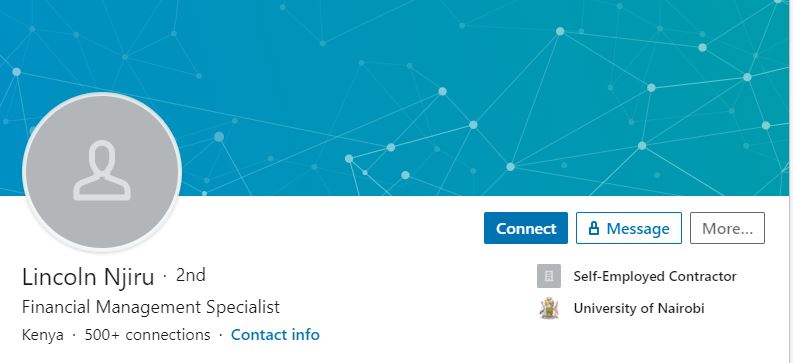 Connect
Message
More...
Lincoln Njiru · 2nd
Financial Management Specialist
Kenya · 500+ connections · Contact info
Self-Employed Contractor
University of Nairobi